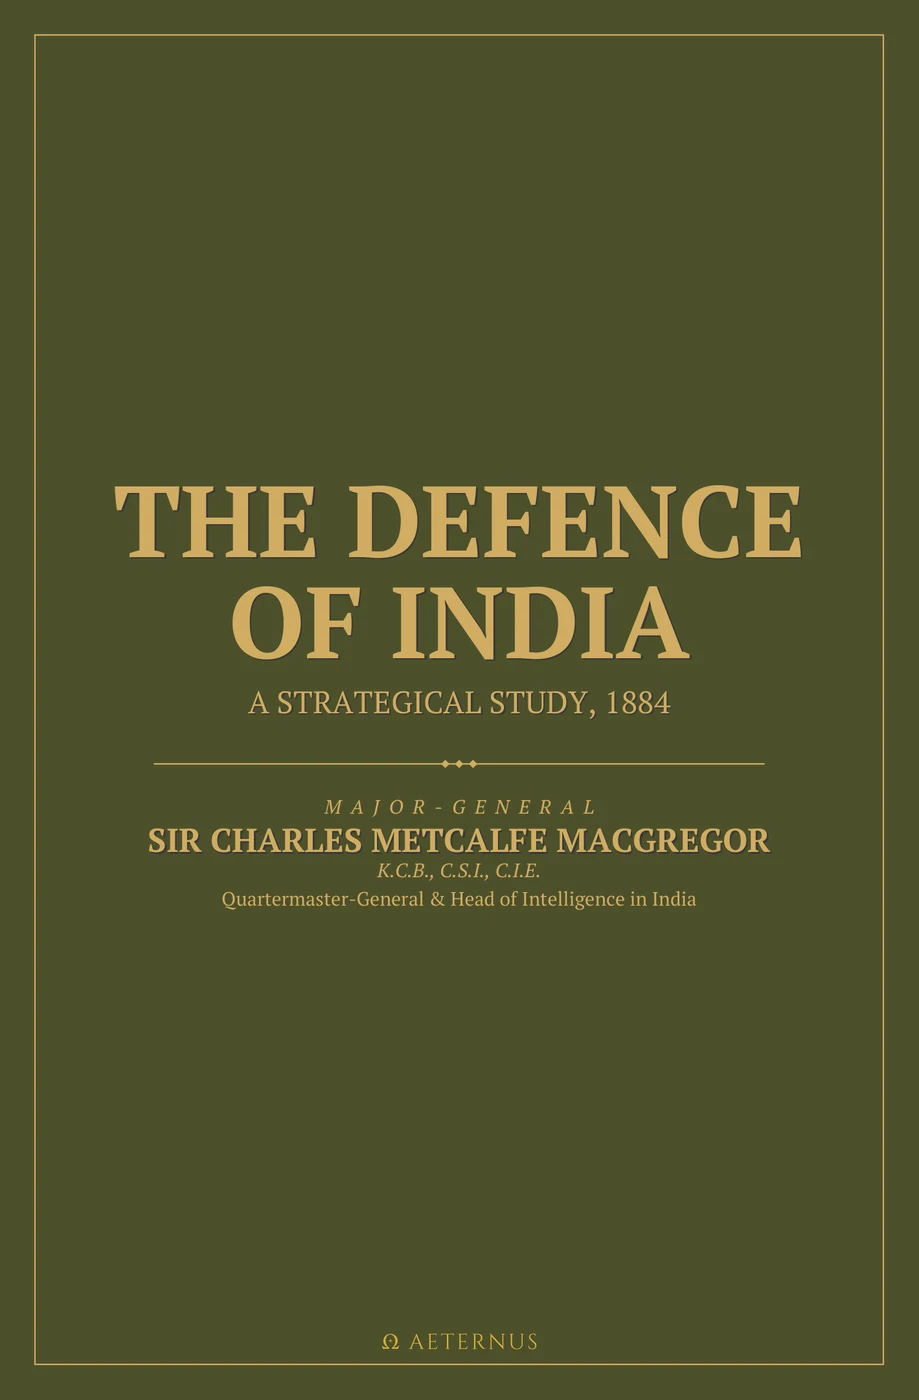 THE DEFENCE
OF INDIA
A STRATEGICAL STUDY, 1884
MAJOR-GENERAL
SIR CHARLES METCALFE MACGREGOR
K.C.B., C.S.I., C.I.E.
Quartermaster-General & Head of Intelligence in India
Ω AETERNUS